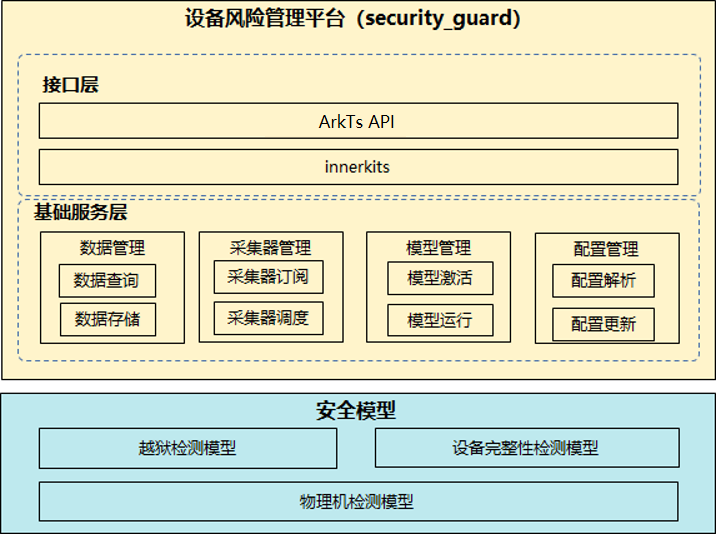 设备风险管理平台（security_guard）
接口层
ArkTs API
innerkits
基础服务层
数据管理
数据查询
数据存储
采集器管理
采集器订阅
采集器调度
模型管理
模型激活
模型运行
配置管理
配置解析
配置更新
安全模型
越狱检测模型
设备完整性检测模型
物理机检测模型